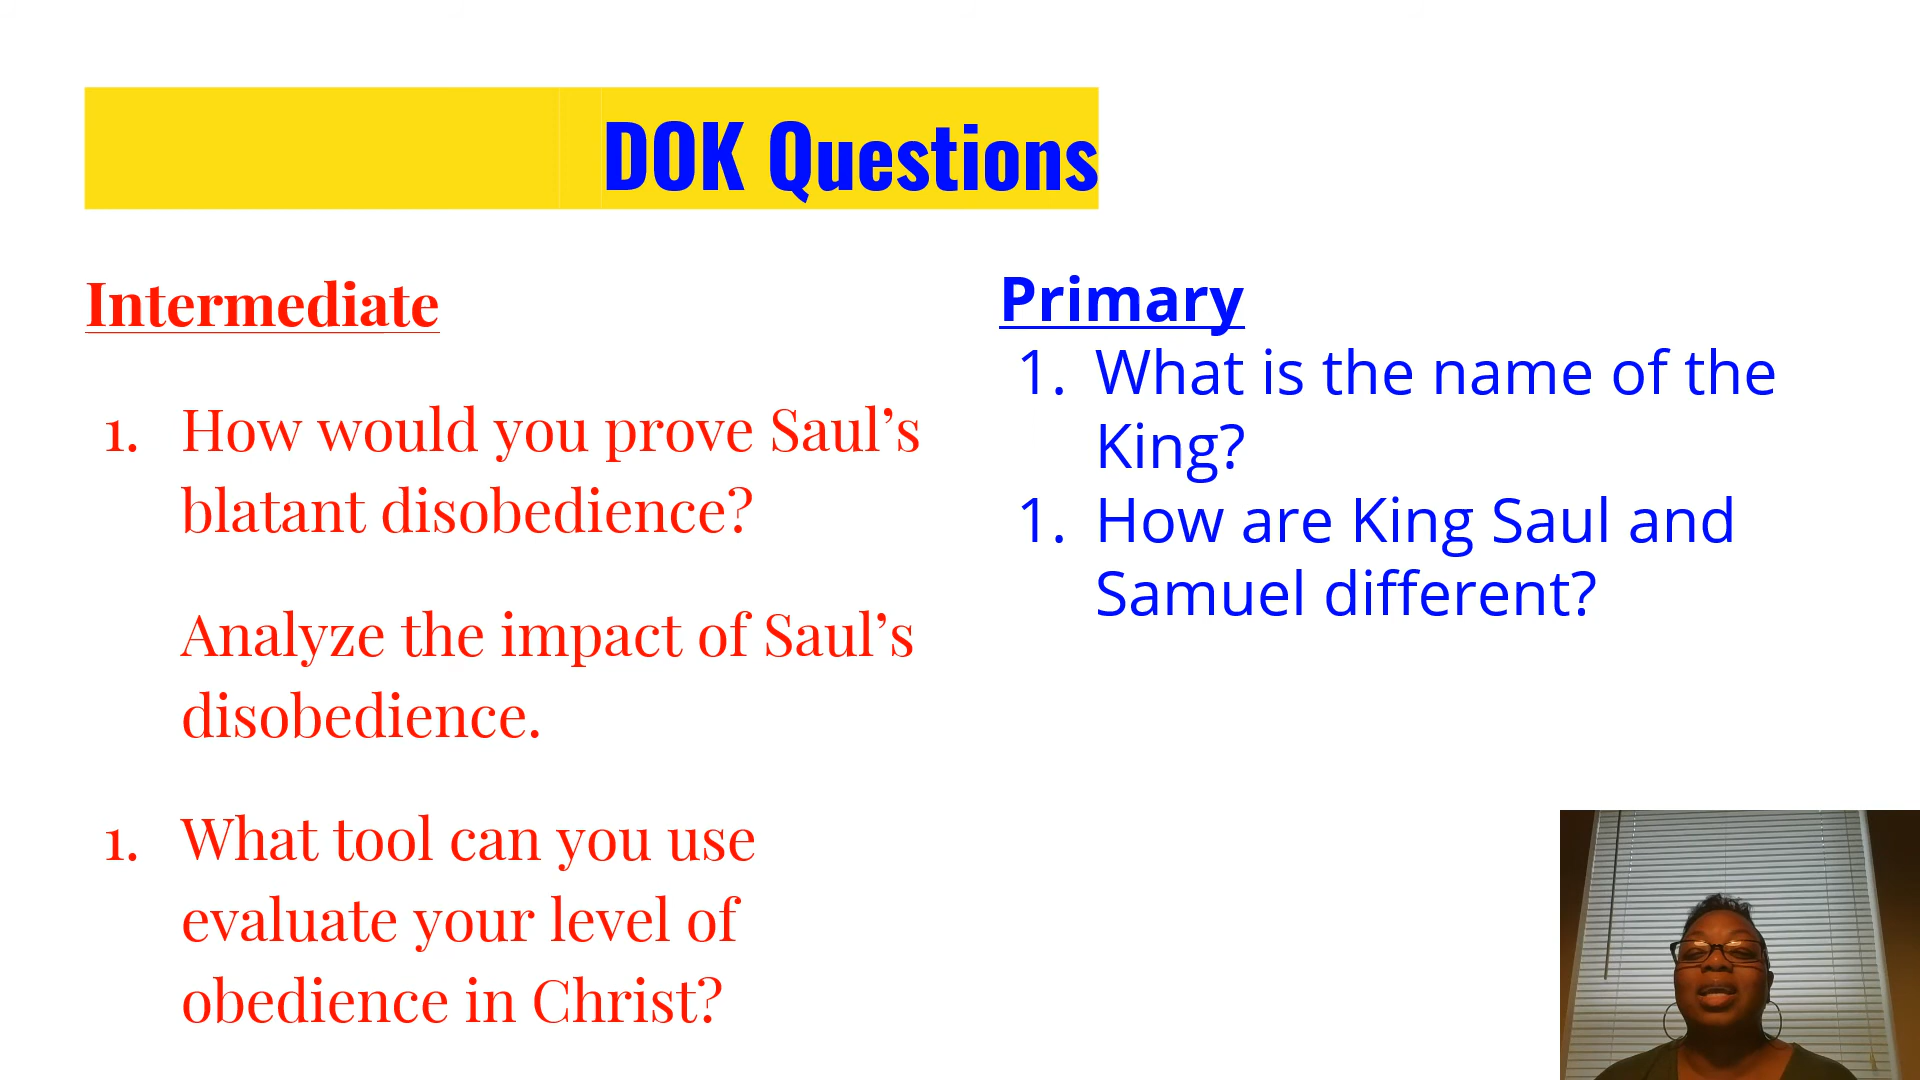 DOK Questions
Intermediate
1. How would you prove Saul’s
blatant disobedience?
Analyze the impact of Saul’s
disobedience.
1. What tool can you use
evaluate your level of
obedience in Christ?
Primary
1. What is the name of the
King?
1. How are King Saul and
Samuel different?